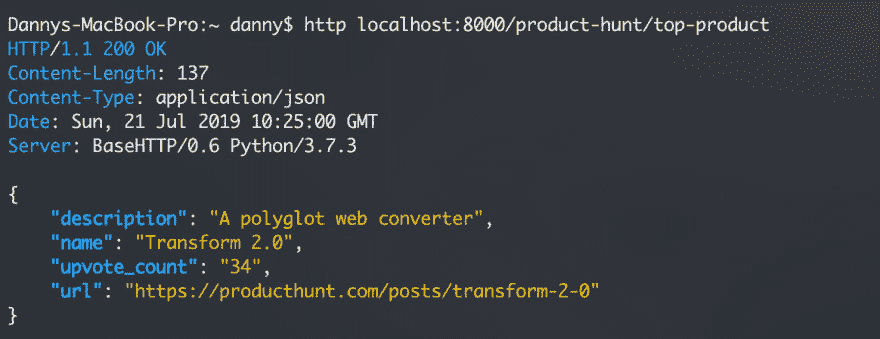 Dannys-MacBook-Pro:~ danny$ http localhost:8000/product-hunt/top-product
HTTP/1.1 200 OK
Content-Length: 137
Content-Type: application/json
Date: Sun, 21 Jul 2019 10:25:00 GMT
Server: BaseHTTP/0.6 Python/3.7.3

{
    "description": "A polyglot web converter",
    "name": "Transform 2.0",
    "upvote_count": "34",
    "url": "https://producthunt.com/posts/transform-2-0"
}